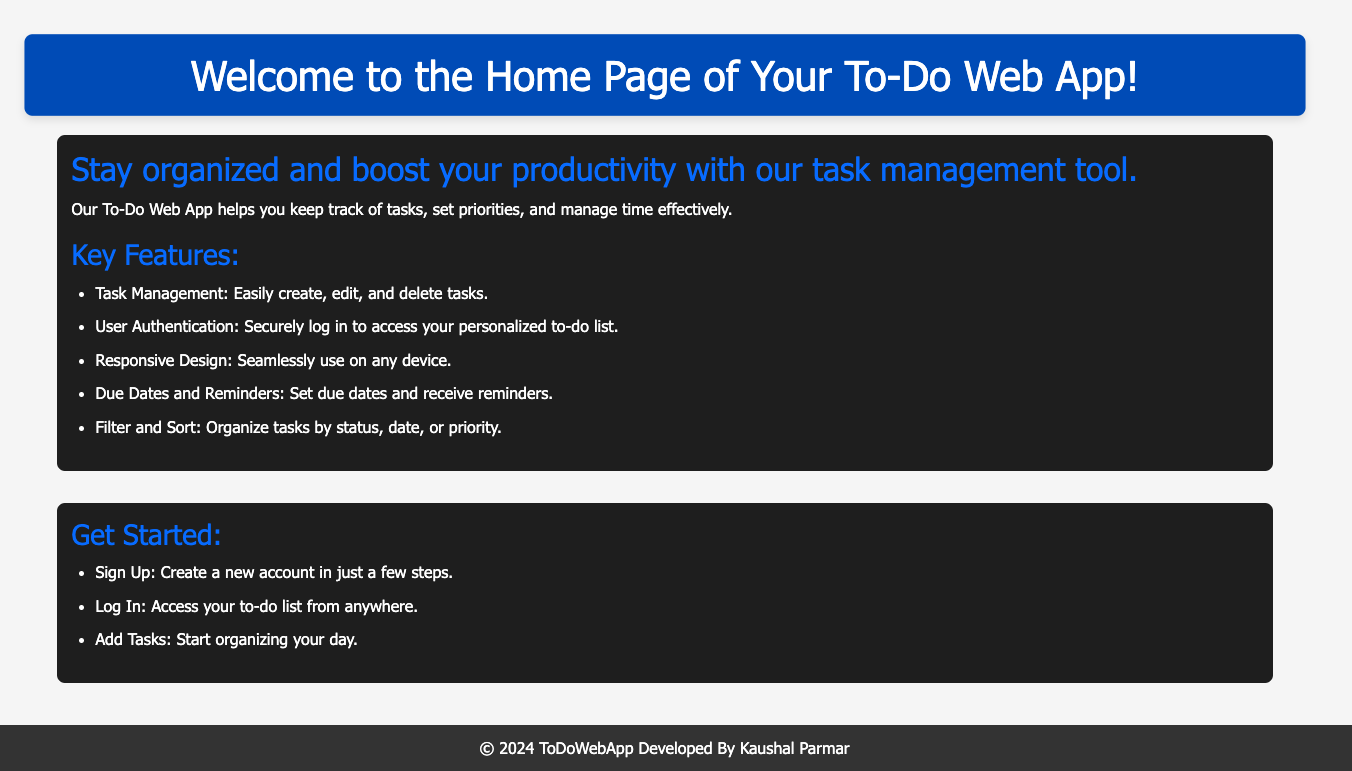 Welcome to the Home Page of Your To-Do Web App!
Stay organized and boost your productivity with our task management tool.
Our To-Do Web App helps you keep track of tasks, set priorities, and manage time effectively.
Key Features:
• Task Management: Easily create, edit, and delete tasks.
• User Authentication: Securely log in to access your personalized to-do list.
• Responsive Design: Seamlessly use on any device.
• Due Dates and Reminders: Set due dates and receive reminders.
• Filter and Sort: Organize tasks by status, date, or priority.
Get Started:
• Sign Up: Create a new account in just a few steps.
• Log In: Access your to-do list from anywhere.
• Add Tasks: Start organizing your day.
© 2024 ToDoWebApp Developed By Kaushal Parmar